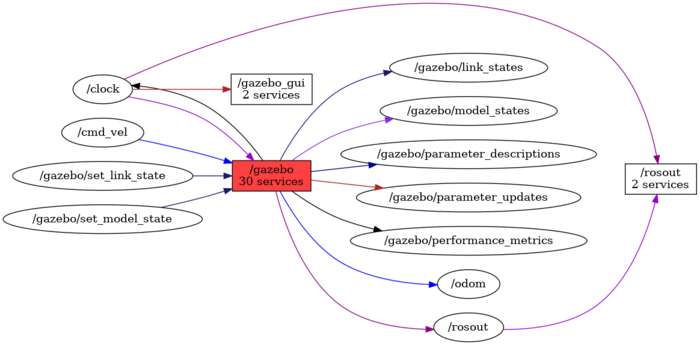 /clock
/gazebo_gui
2 services
/cmd_vel
/gazebo/set_link_state
/gazebo/set_model_state
/gazebo
30 services
/gazebo/link_states
/gazebo/model_states
/gazebo/parameter_descriptions
/gazebo/parameter_updates
/gazebo/performance_metrics
/odom
/rosout
/rosout
2 services